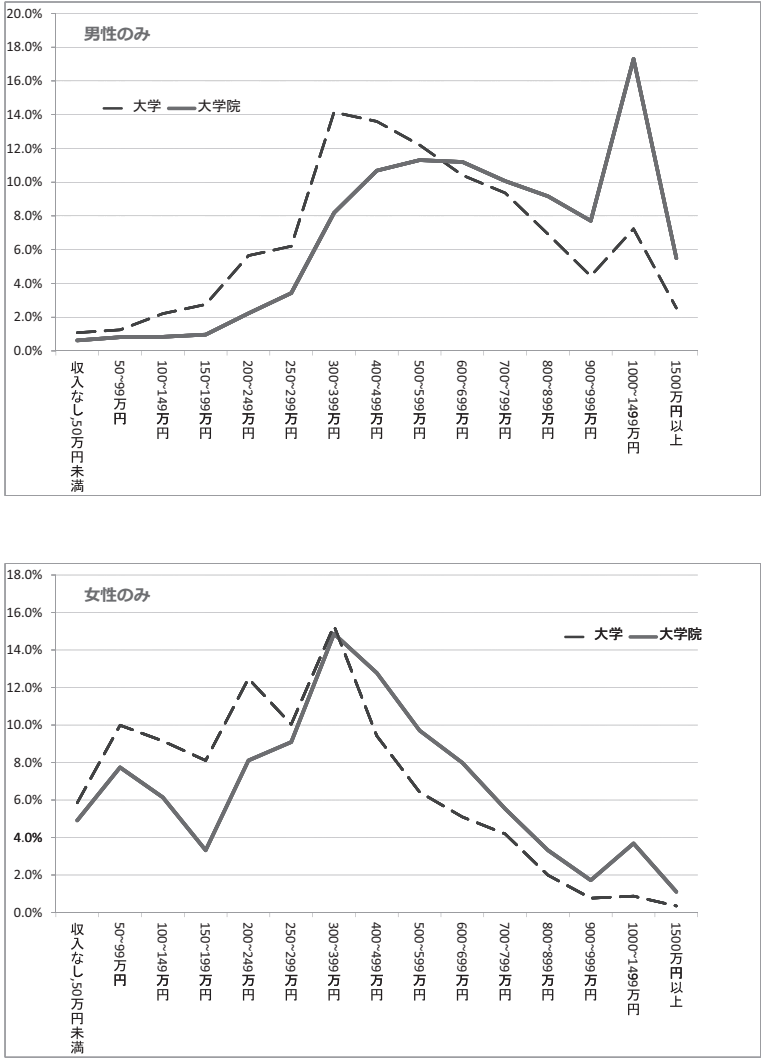 男性のみ
大学 大学院
20.0%
18.0%
16.0%
14.0%
12.0%
10.0%
8.0%
6.0%
4.0%
2.0%
0.0%
収入なし,50万円未満
50~99万円
100~149万円
150~199万円
200~249万円
250~299万円
300~399万円
400~499万円
500~599万円
600~699万円
700~799万円
800~899万円
900~999万円
1000~1499万円
1500万円以上
女性のみ
大学 大学院
18.0%
16.0%
14.0%
12.0%
10.0%
8.0%
6.0%
4.0%
2.0%
0.0%
収入なし,50万円未満
50~99万円
100~149万円
150~199万円
200~249万円
250~299万円
300~399万円
400~499万円
500~599万円
600~699万円
700~799万円
800~899万円
900~999万円
1000~1499万円
1500万円以上